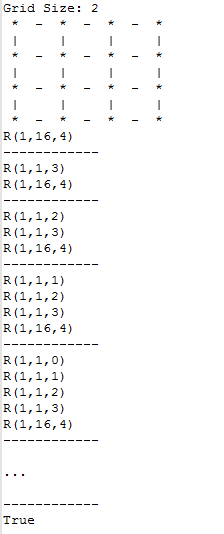 Grid Size: 2
* - * - * - *
| | | |
* - * - * - *
| | | |
* - * - * - *
| | | |
* - * - * - *
R(1,16,4)
------------
R(1,1,3)
R(1,16,4)
------------
R(1,1,2)
R(1,1,3)
R(1,16,4)
------------
R(1,1,1)
R(1,1,2)
R(1,1,3)
R(1,16,4)
------------
R(1,1,0)
R(1,1,1)
R(1,1,2)
R(1,1,3)
R(1,16,4)
------------
...
------------
True